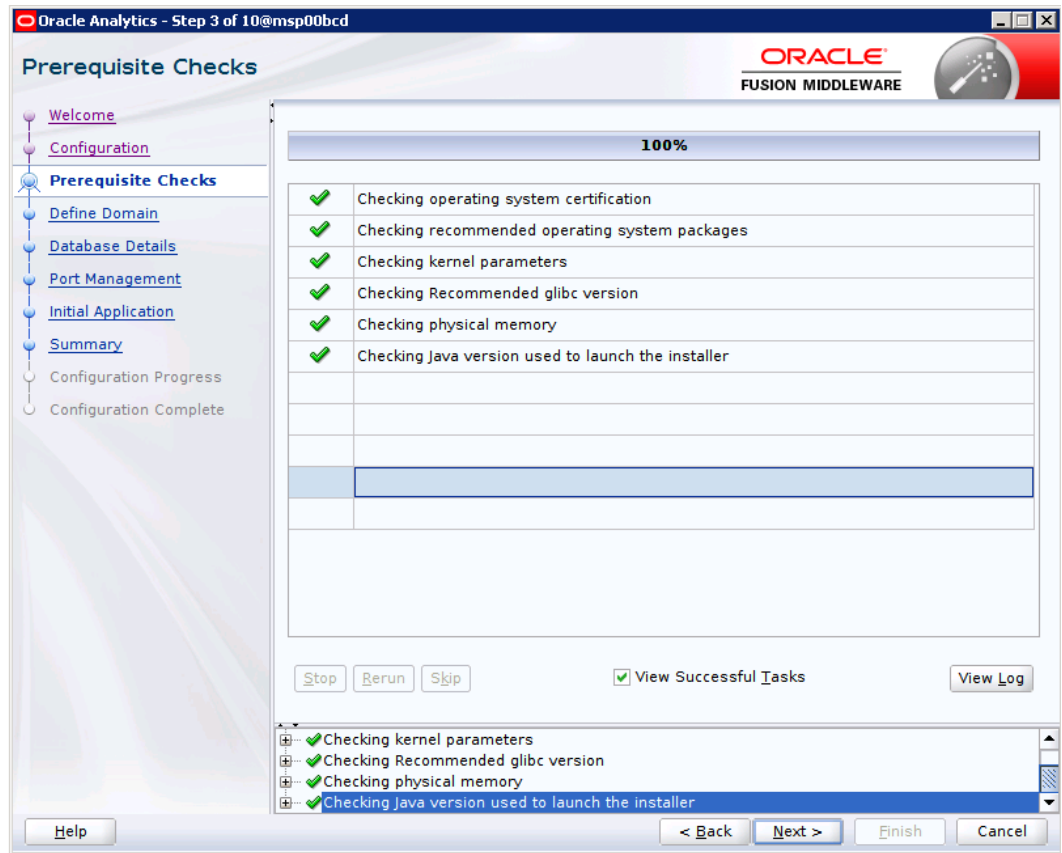 Oracle Analytics - Step 3 of 10@msp00bcd
Prerequisite Checks
ORACLE
FUSION MIDDLEWARE
Welcome
Configuration
Prerequisite Checks
Define Domain
Database Details
Port Management
Initial Application
Summary
Configuration Progress
Configuration Complete
100%
Checking operating system certification
Checking recommended operating system packages
Checking kernel parameters
Checking Recommended glibc version
Checking physical memory
Checking Java version used to launch the installer
Stop Rerun Skip View Successful Tasks View Log
Checking kernel parameters
Checking Recommended glibc version
Checking physical memory
Checking Java version used to launch the installer
Help < Back Next > Finish Cancel